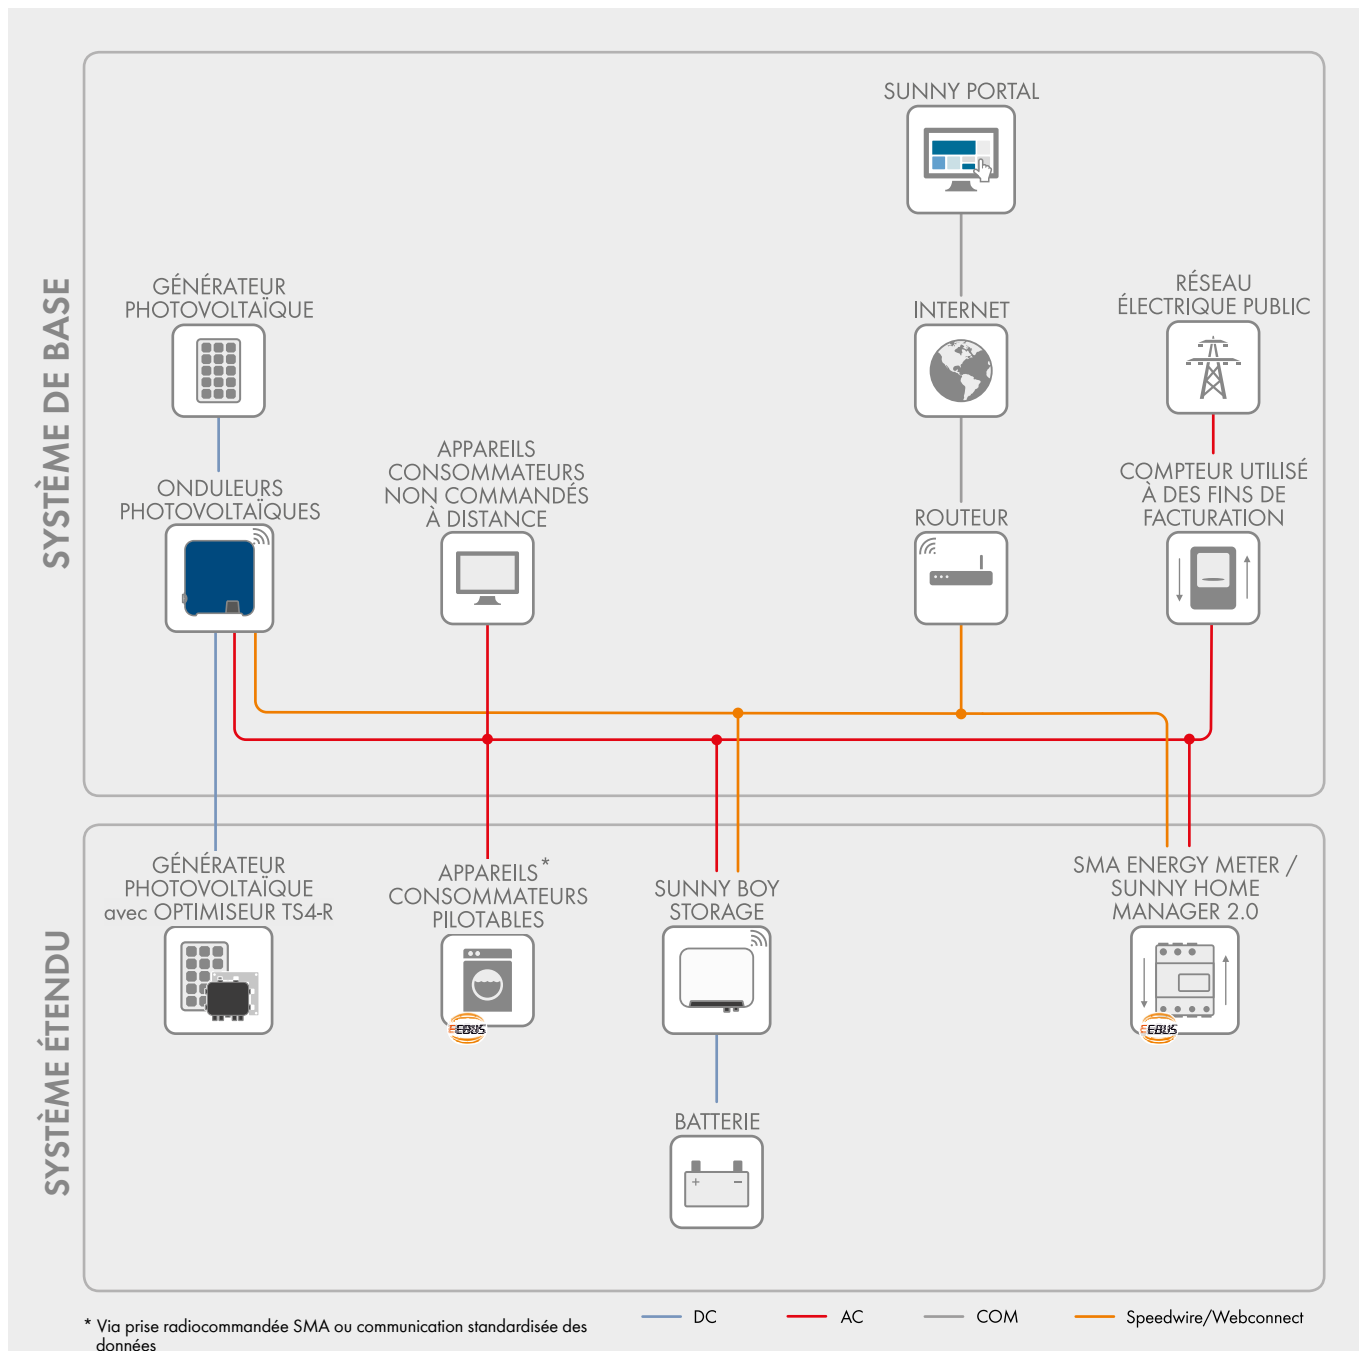 SYSTÈME DE BASE
SUNNY PORTAL
GÉNÉRATEUR
PHOTOVOLTAÏQUE
INTERNET
RÉSEAU
ÉLECTRIQUE PUBLIC
ONDULEURS
PHOTOVOLTAÏQUES
APPAREILS
CONSOMMATEURS
NON COMMANDÉS
À DISTANCE
ROUTEUR
COMPTEUR UTILISÉ
À DES FINS DE
FACTURATION
SYSTÈME ÉTENDU
GÉNÉRATEUR
PHOTOVOLTAÏQUE
avec OPTIMISEUR TS4-R
APPAREILS*
CONSOMMATEURS
PILOTABLES
EEBUS
SUNNY BOY
STORAGE
SMA ENERGY METER /
SUNNY HOME
MANAGER 2.0
EEBUS
BATTERIE
+ −
* Via prise radiocommandée SMA ou communication standardisée des
données
DC
AC
COM
Speedwire/Webconnect